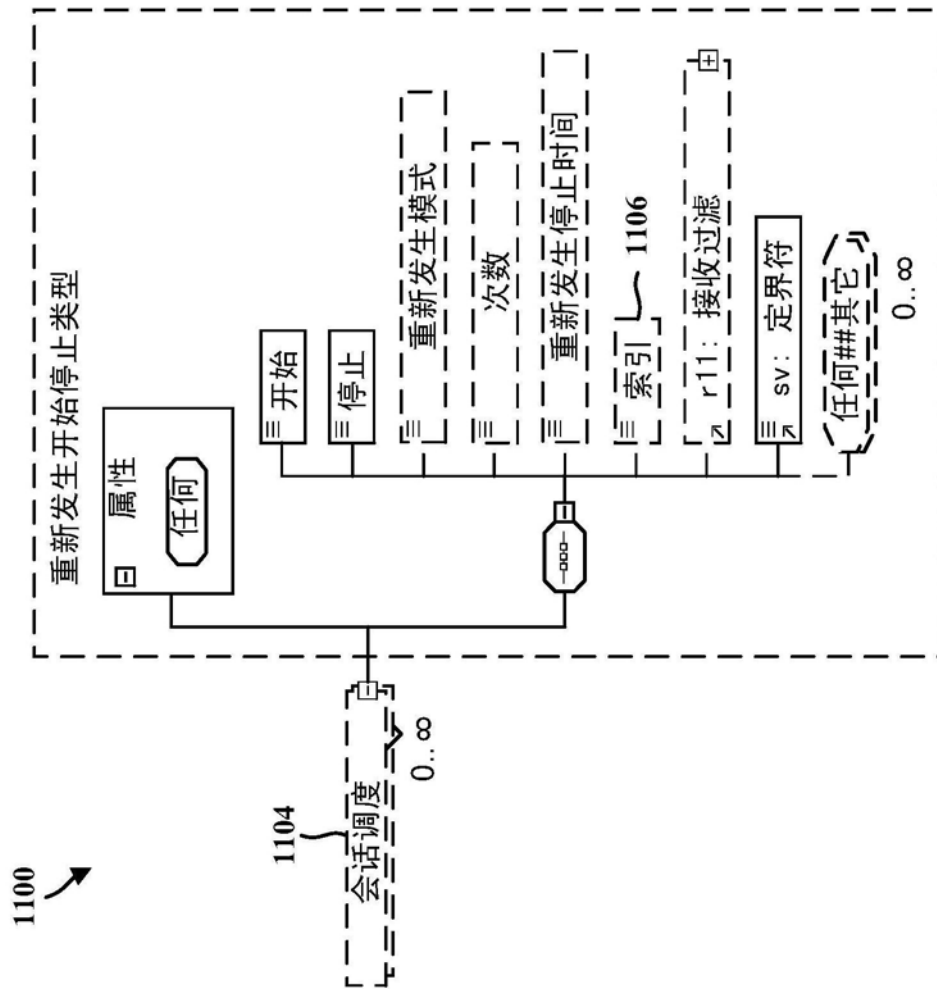 1100
重新发生开始停止类型
属性
任何
1104
会话调度
0..∞
开始
停止
重新发生模式
次数
重新发生停止时间
索引
1106
r11: 接收过滤
sv: 定界符
任何##其它
0..∞